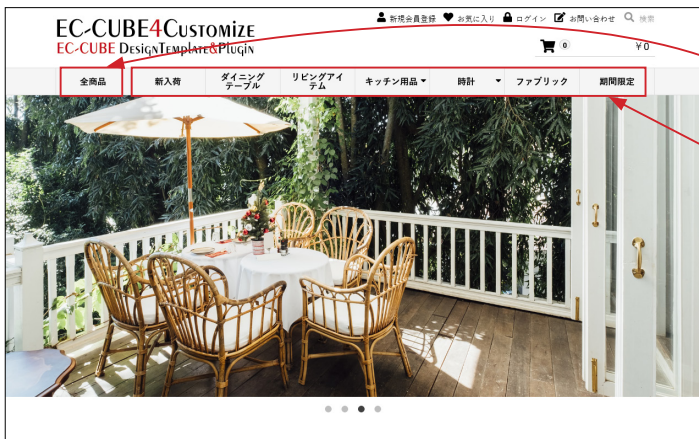 EC-CUBE4CUSTOMIZE
EC-CUBE DESIGNTEMPLATE&PLUGIN
新規会員登録 お気に入り ログイン お問い合わせ 検索
0 ¥0
全商品
新入荷
ダイニング
テーブル
リビングアイ
テム
キッチン用品
時計
ファブリック
期間限定